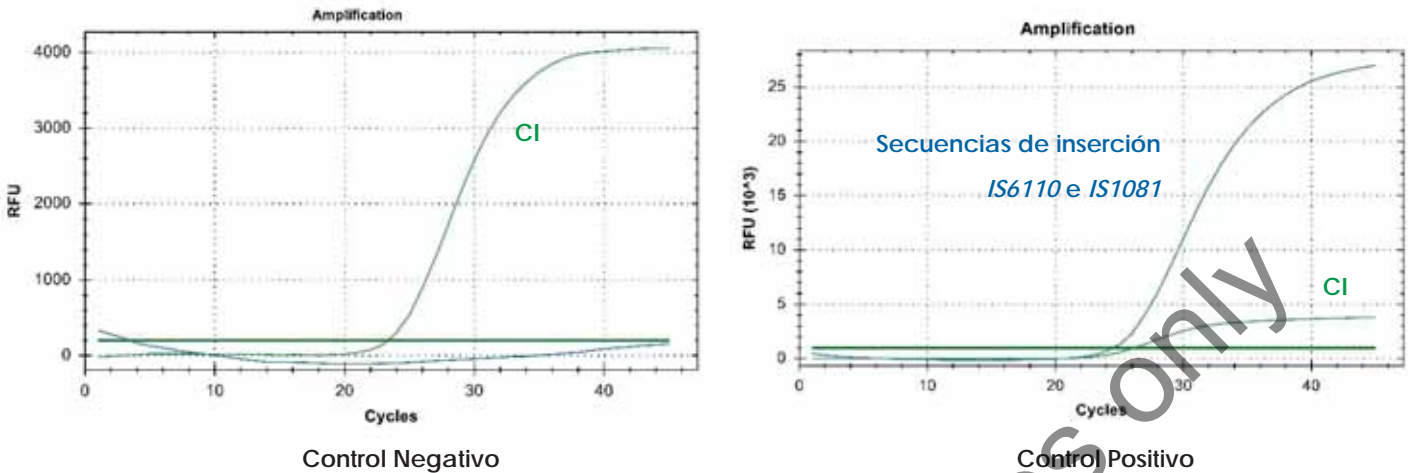 Amplification
4000
3000
2000
1000
0
RFU
CI
0
10
20
30
40
Cycles
Control Negativo
Amplification
25
20
15
10
5
0
RFU (10^3)
Secuencias de inserción
IS6110 e IS1081
CI
0
10
20
30
40
Cycles
Control Positivo
s only